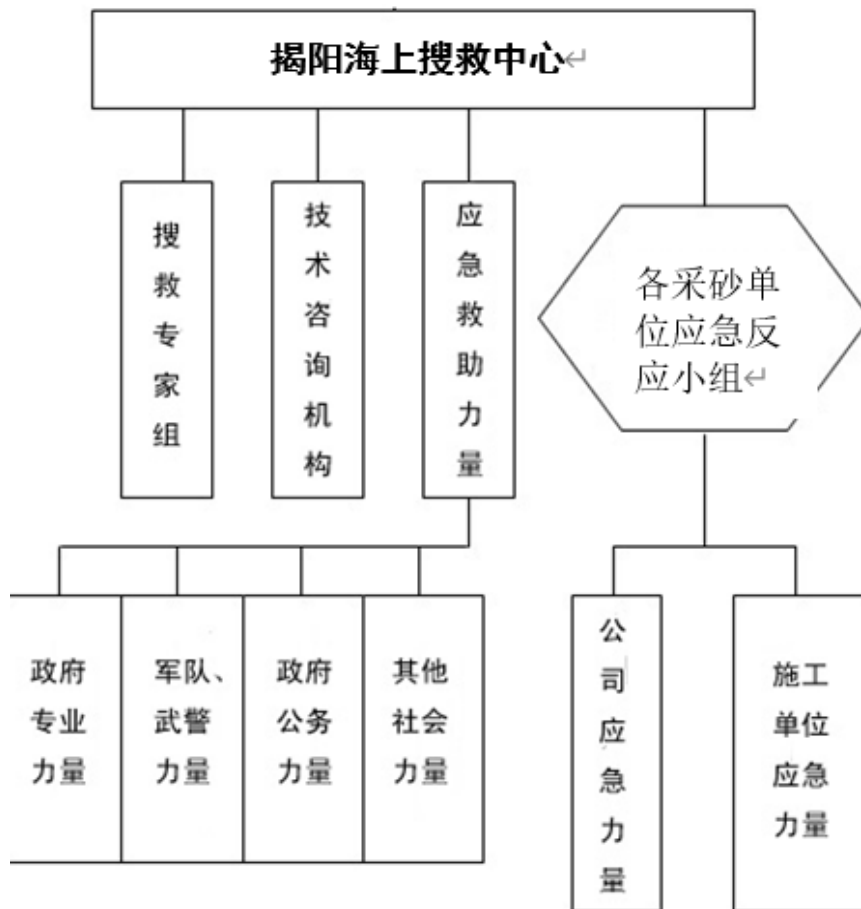 揭阳海上搜救中心↵
搜救专家组
技术咨询机构
应急救助力量
各采砂单
位应急反
应小组↵
政府
专业
力量
军队、
武警
力量
政府
公务
力量
其他
社会
力量
公司应急力量
施工
单位
应急
力量